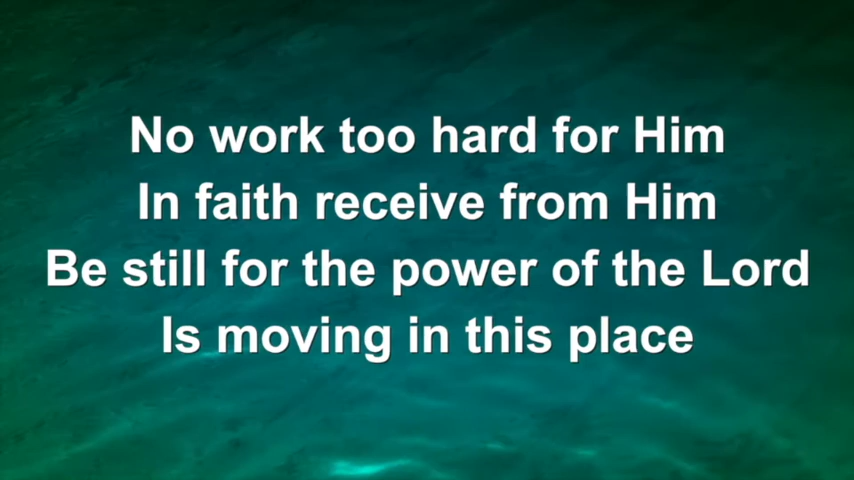 No work too hard for Him
In faith receive from Him
Be still for the power of the Lord
Is moving in this place